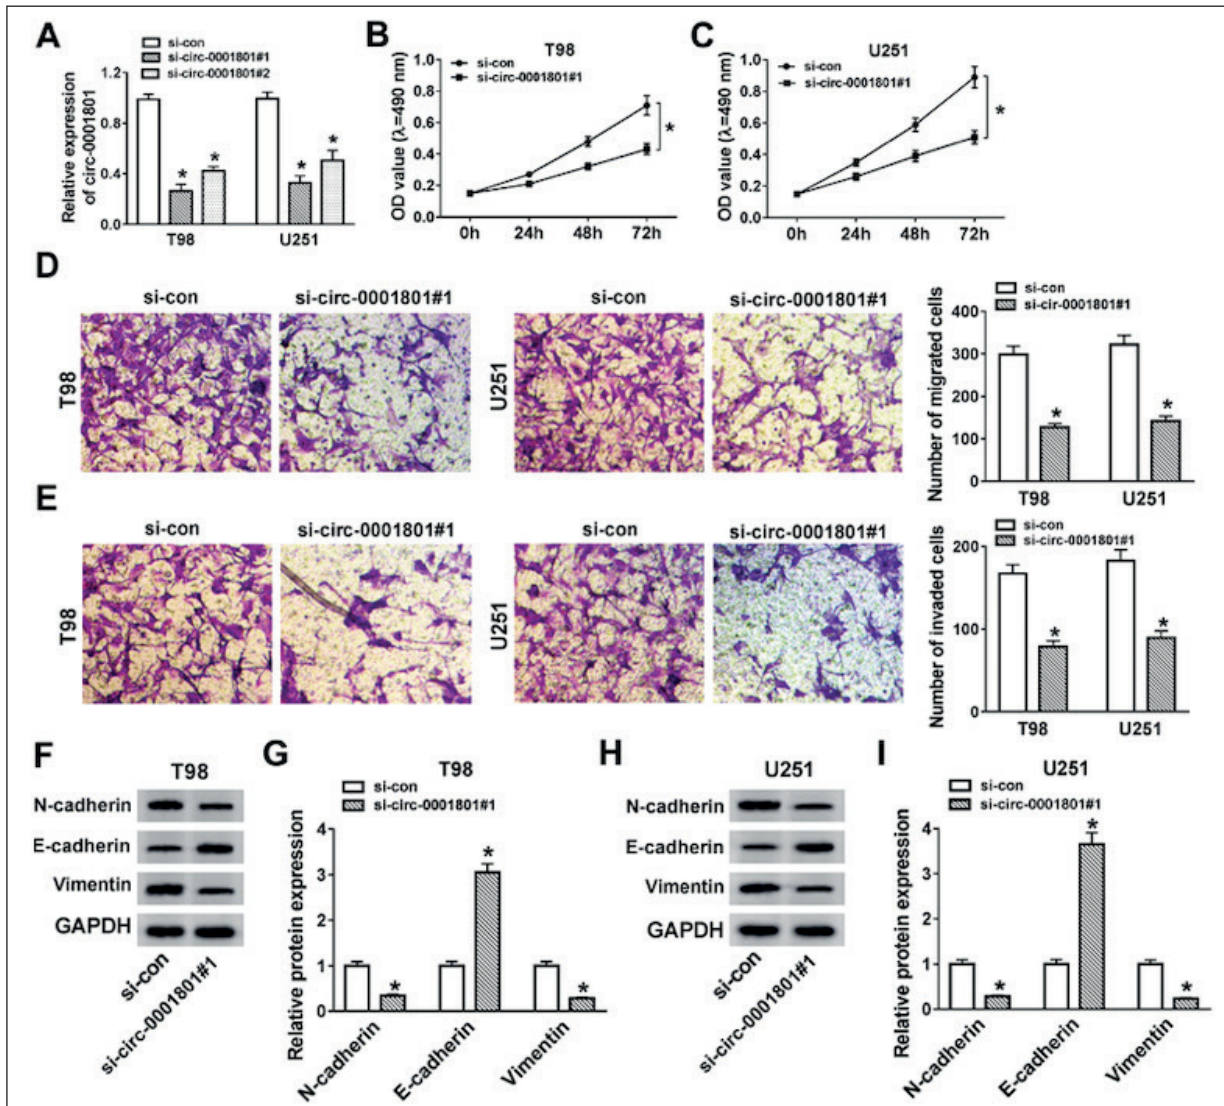 A
si-con
si-circ-0001801#1
si-circ-0001801#2
Relative expression
of circ-0001801
1.2
0.8
0.4
0.0
T98 U251
B
T98
si-con
si-circ-0001801#1
OD value (λ=490 nm)
1.0
0.8
0.6
0.4
0.2
0.0
0h 24h 48h 72h
*
C
U251
si-con
si-circ-0001801#1
OD value (λ=490 nm)
1.0
0.8
0.6
0.4
0.2
0.0
0h 24h 48h 72h
*
D
si-con si-circ-0001801#1
T98
si-con si-circ-0001801#1
U251
si-con
si-cir-0001801#1
Number of migrated cells
400
300
200
100
0
T98 U251
E
si-con si-circ-0001801#1
T98
si-con si-circ-0001801#1
U251
si-con
si-circ-0001801#1
Number of invaded cells
200
100
0
T98 U251
F
T98
N-cadherin
E-cadherin
Vimentin
GAPDH
si-con
si-circ-0001801#1
G
T98
si-con
si-circ-0001801#1
Relative protein expression
4
3
2
1
0
N-cadherin
E-cadherin
Vimentin
H
U251
N-cadherin
E-cadherin
Vimentin
GAPDH
si-con
si-circ-0001801#1
I
U251
si-con
si-circ-0001801#1
Relative protein expression
4
3
2
1
0
N-cadherin
E-cadherin
Vimentin